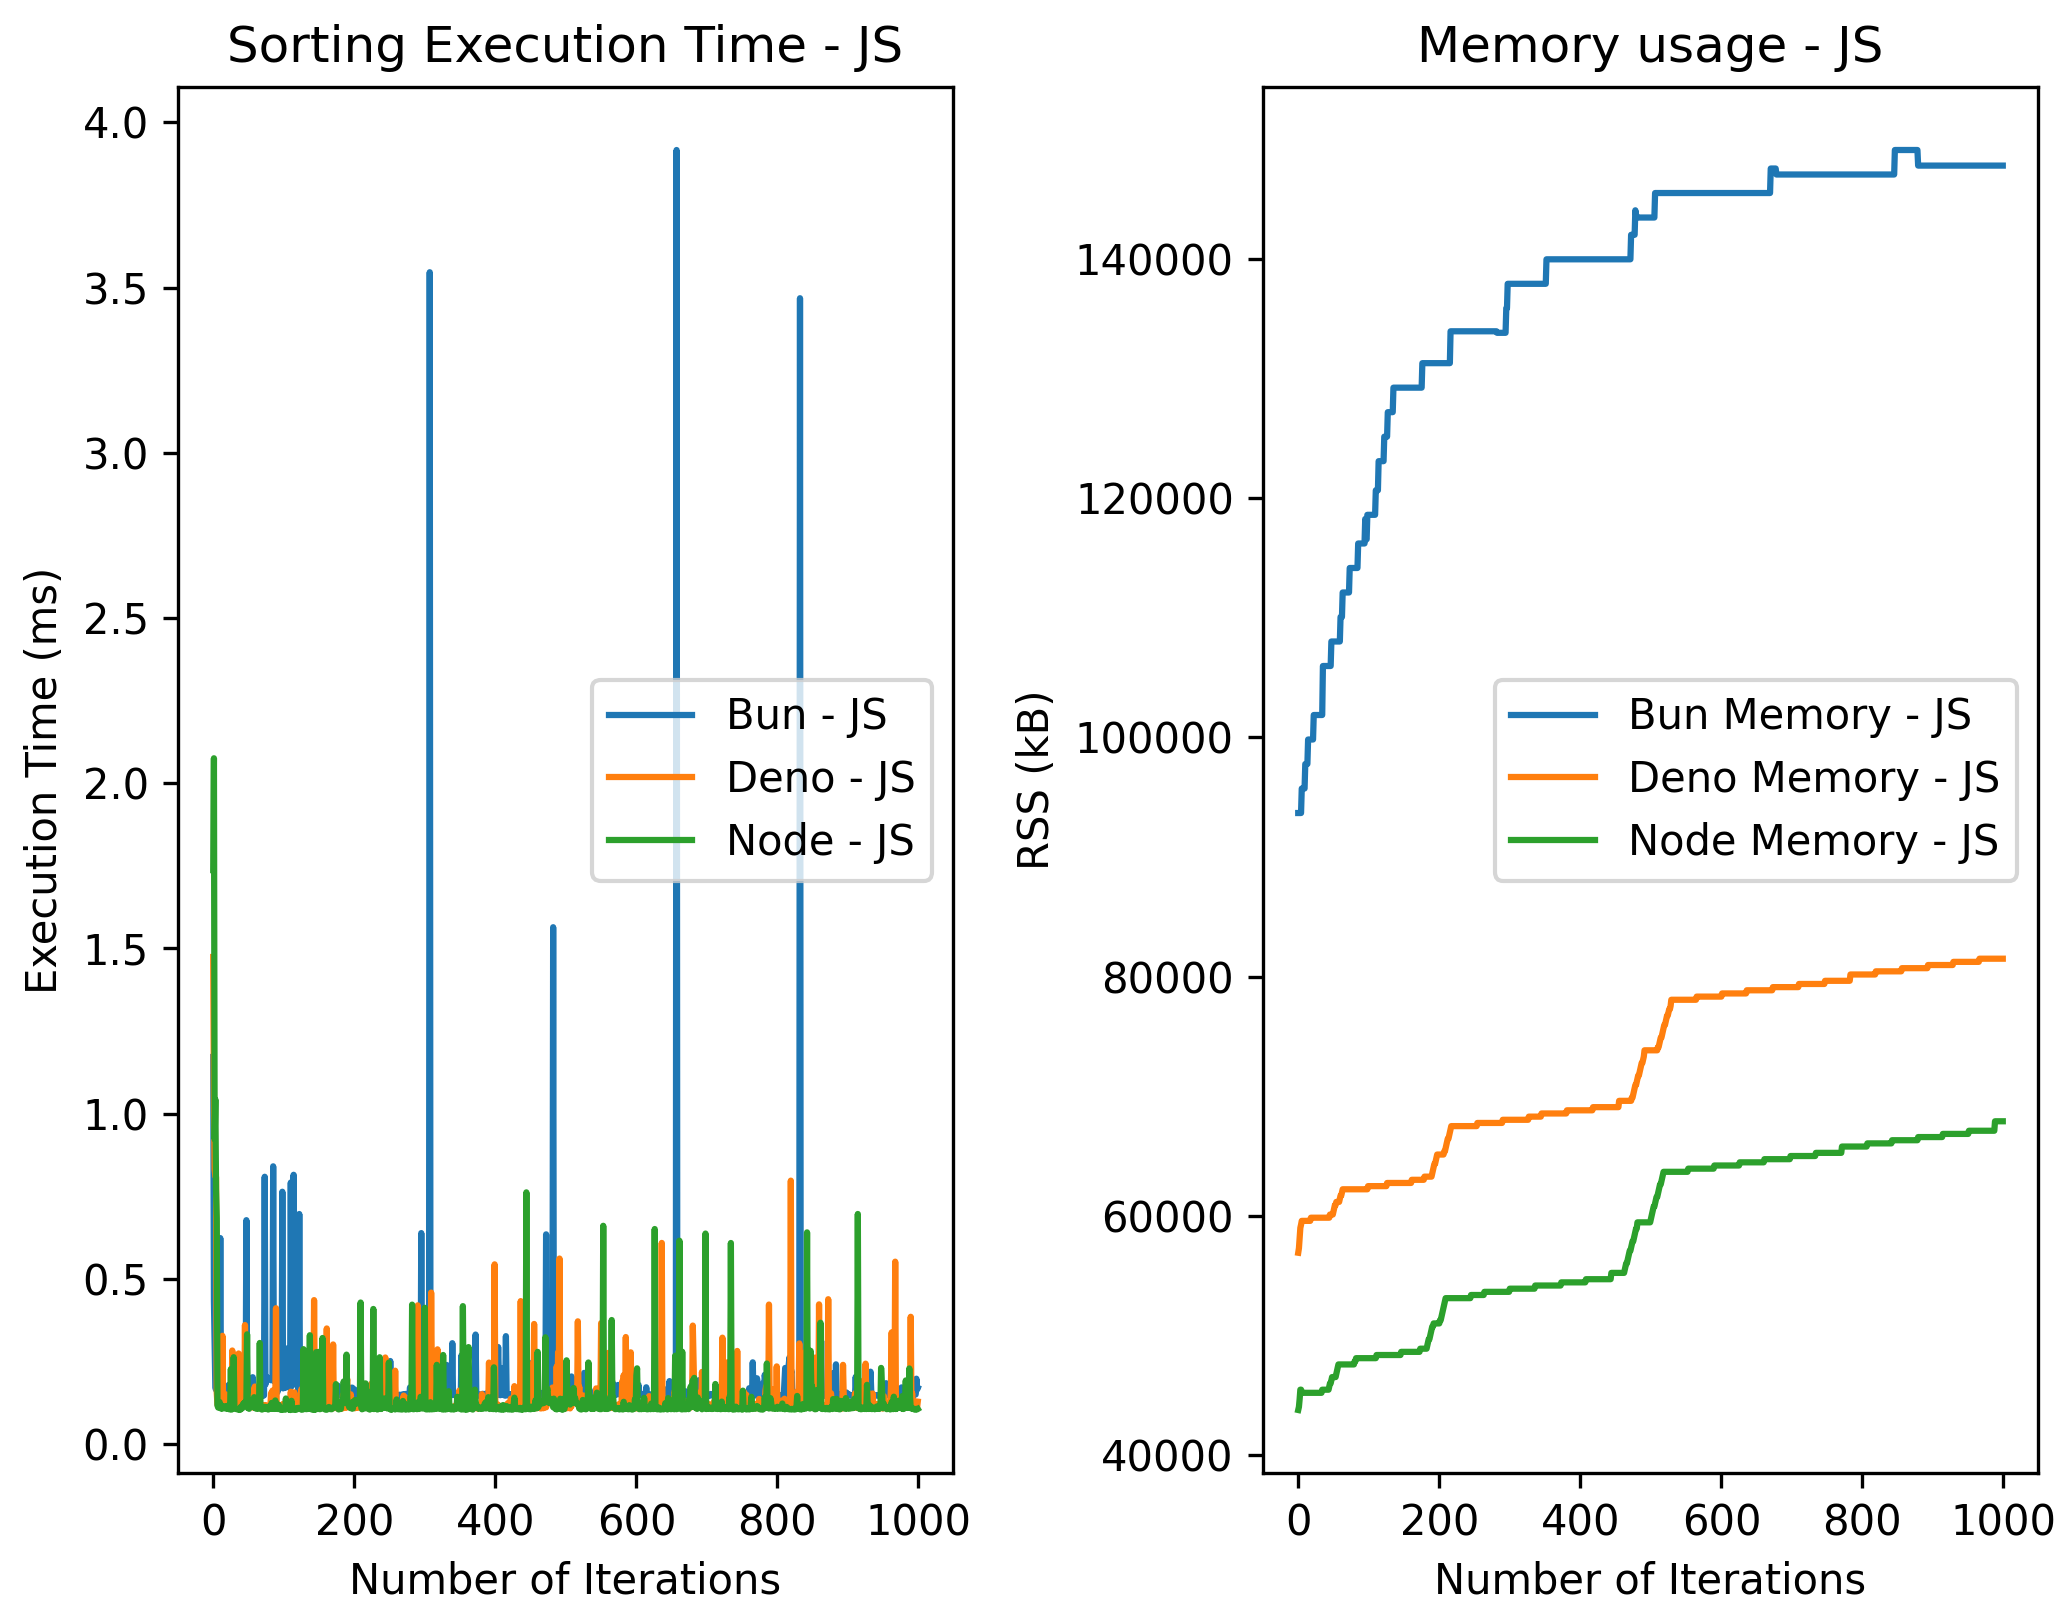 Sorting Execution Time - JS
4.0
3.5
3.0
2.5
2.0
1.5
1.0
0.5
0.0
Execution Time (ms)
Bun - JS
Deno - JS
Node - JS
0 200 400 600 800 1000
Number of Iterations
Memory usage - JS
140000
120000
100000
80000
60000
40000
RSS (kB)
Bun Memory - JS
Deno Memory - JS
Node Memory - JS
0 200 400 600 800 1000
Number of Iterations